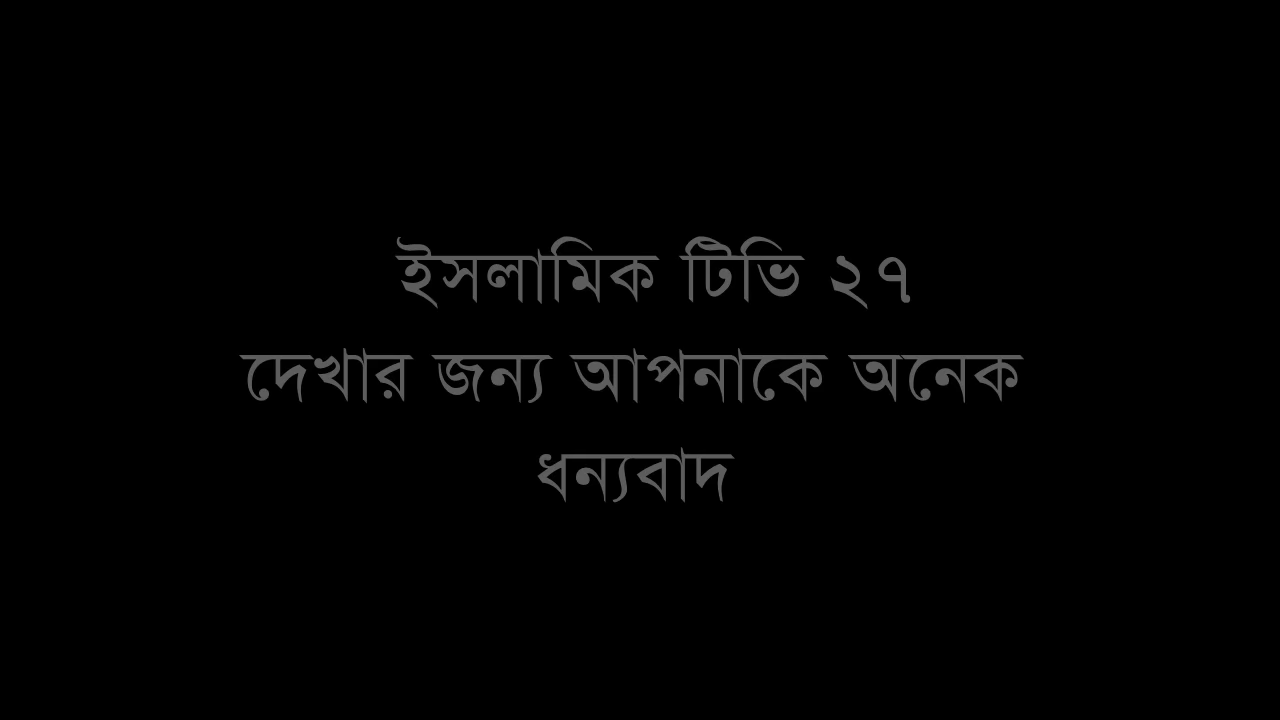 ইসলামিক টিভি ২৭
দেখার জন্য আপনাকে অনেক
ধন্যবাদ